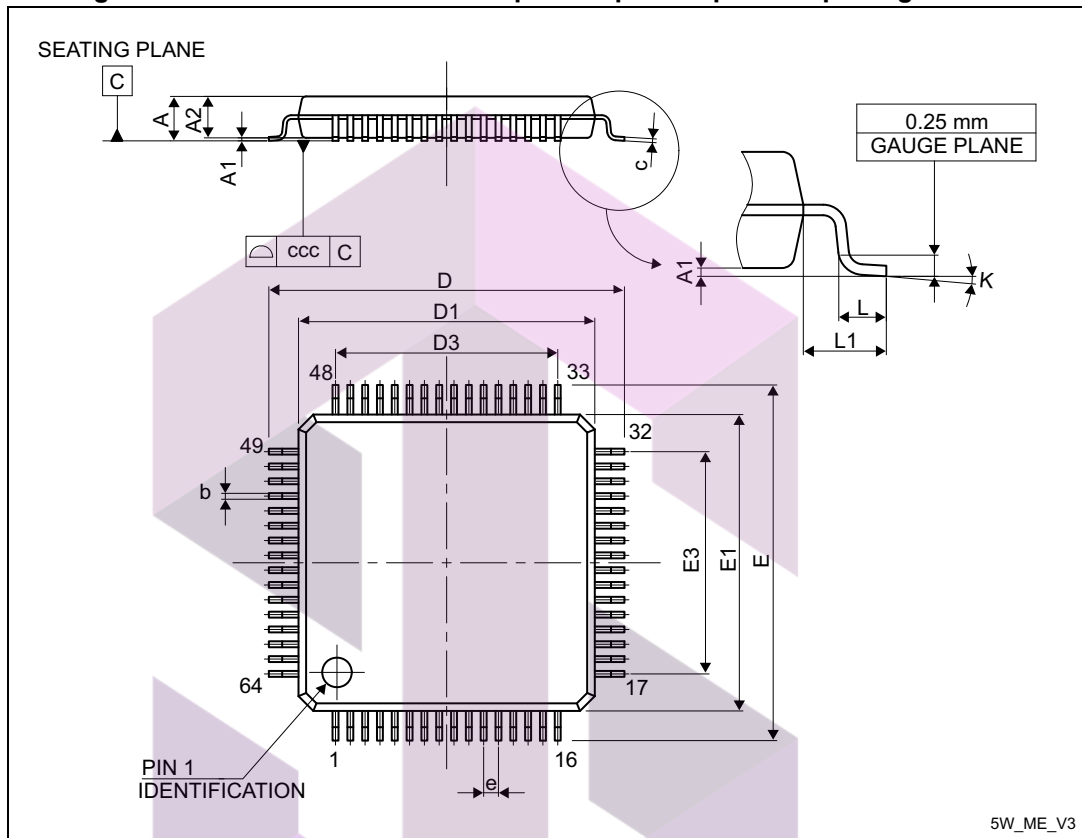 SEATING PLANE
C
A
A2
A1
c
ccc C
0.25 mm
GAUGE PLANE
A1
K
L
L1
D
D1
D3
48
33
49
32
b
E3
E1
E
64
17
1
16
e
PIN 1
IDENTIFICATION
5W_ME_V3